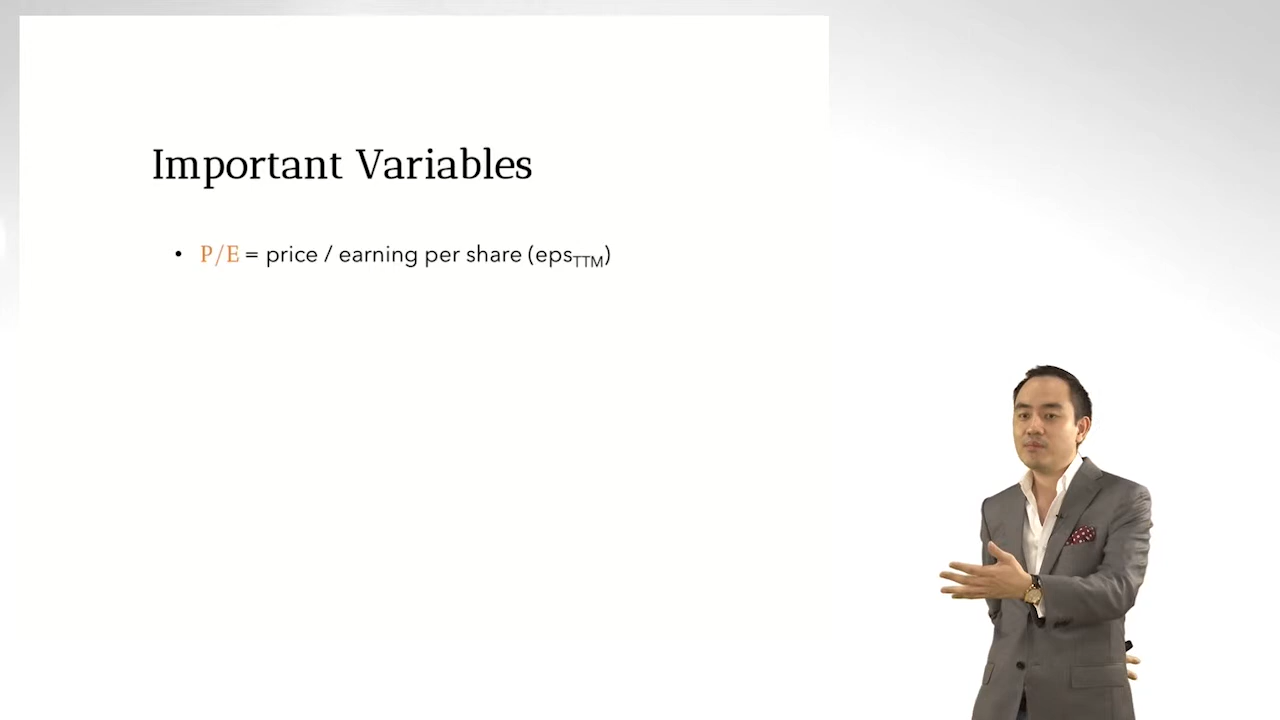 Important Variables
• P/E = price / earning per share (epsTTM)